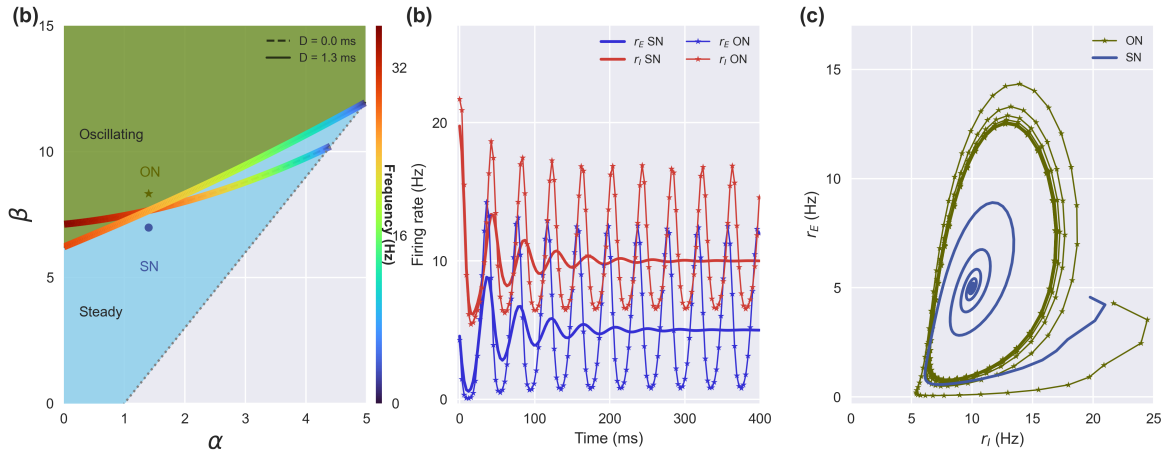 (b)
15
10
5
0
β
0
1
2
3
4
5
α
D = 0.0 ms
D = 1.3 ms
Oscillating
ON
SN
Steady
32
16
0
Frequency (Hz)
(b)
20
10
0
Firing rate (Hz)
0
100
200
300
400
Time (ms)
r_E SN
r_I SN
r_E ON
r_I ON
(c)
15
10
5
0
r_E (Hz)
0
5
10
15
20
25
r_I (Hz)
ON
SN